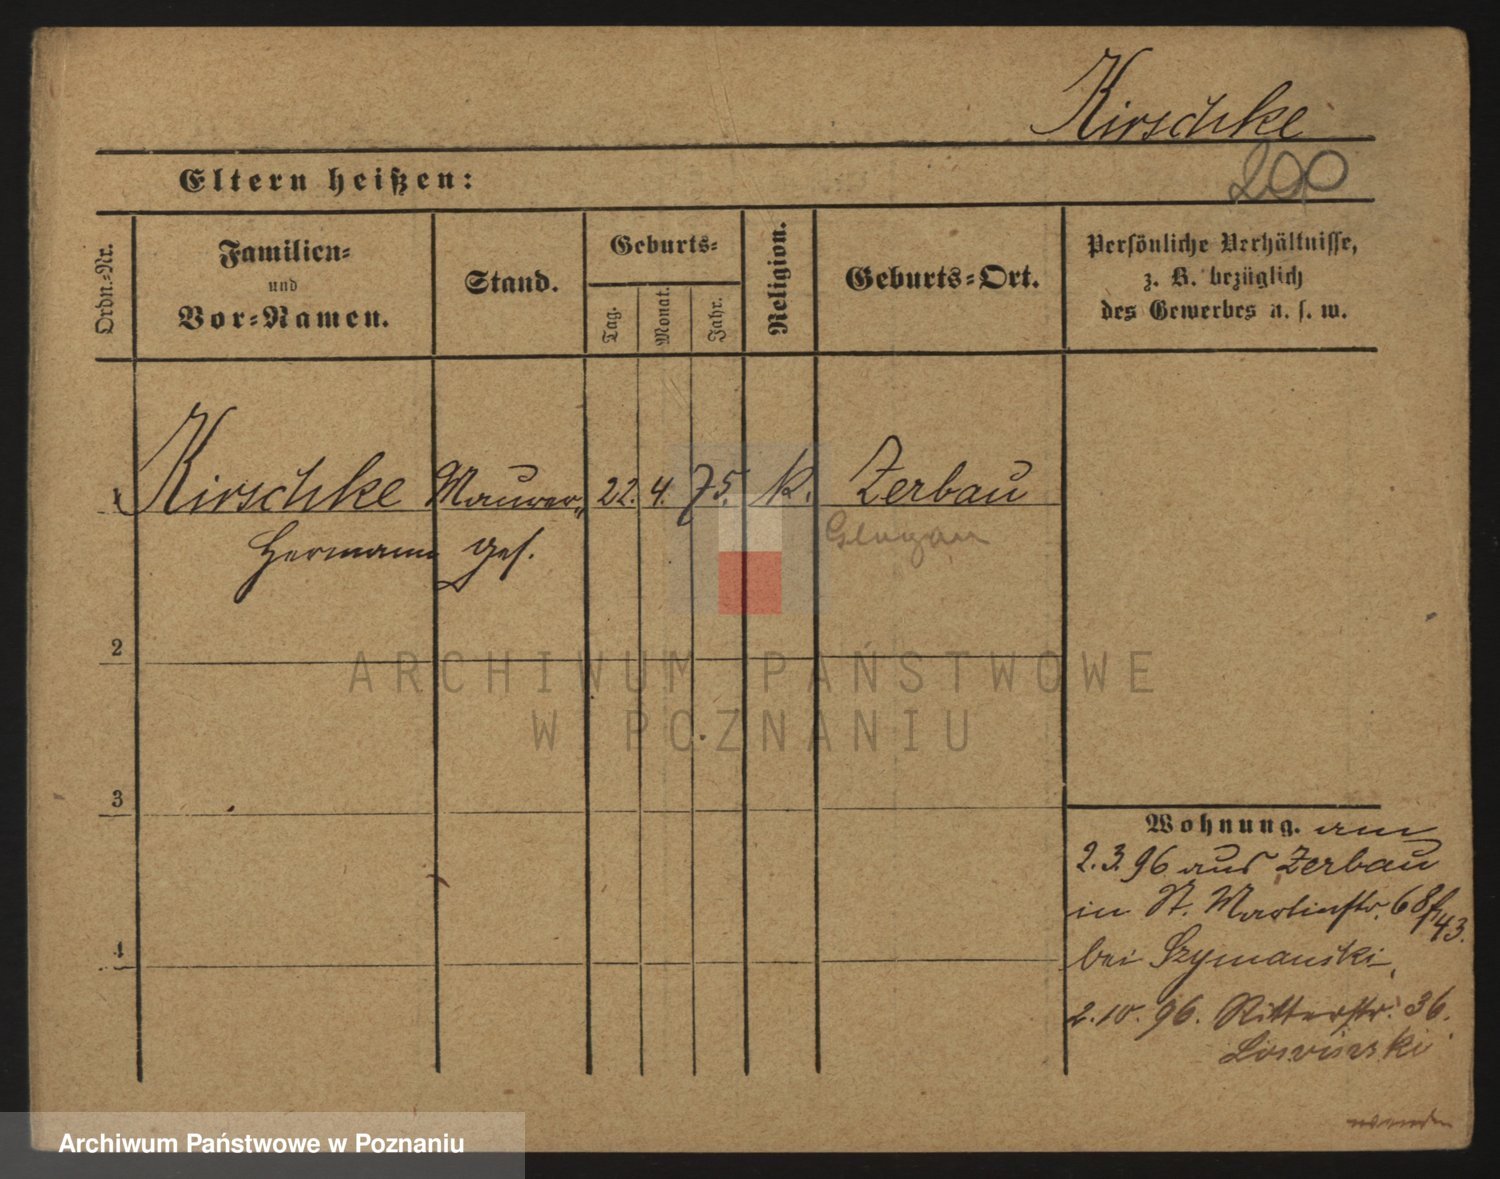 Kirschke
200
Eltern heißen:
Ordn.-Nr.
Familien-
und
Vor-Namen.
Stand.
Geburts-
Tag.
Monat.
Jahr.
Religion.
Geburts-Ort.
Persönliche Verhältnisse,
z. B. bezüglich
des Gewerbes u. s. w.
1 Kirschke Maurer- 22. 4. 75. K. Zerbau
Hermann ges. Glogau
2
3
4
Wohnung. am
2.3.96 aus Zerbau
in St. Martinstr. 68/43.
bei Szymanski,
2.10.96. Ritterstr. 36.
wenden
ARCHIWUM PAŃSTWOWE
W POZNANIU
Archiwum Państwowe w Poznaniu